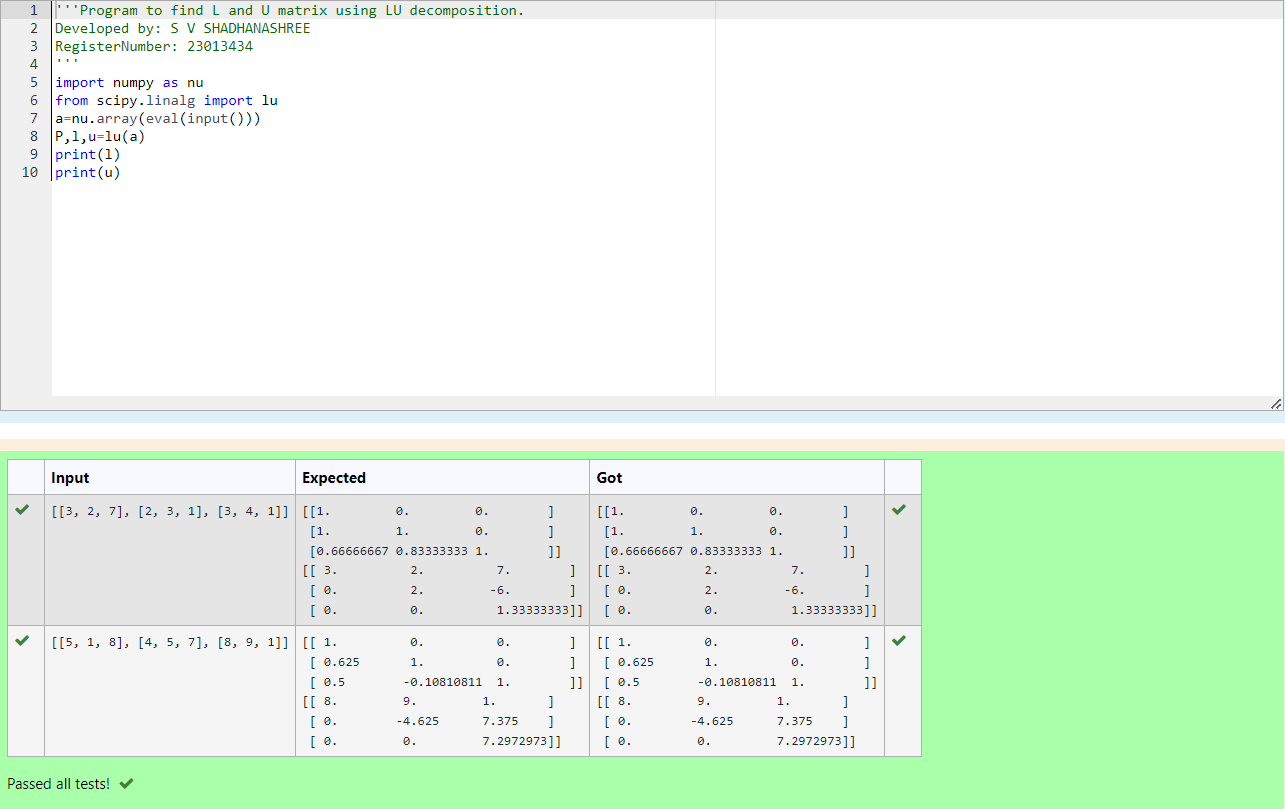 1 '''Program to find L and U matrix using LU decomposition.
2 Developed by: S V SHADHANASHREE
3 RegisterNumber: 23013434
4 '''
5 import numpy as nu
6 from scipy.linalg import lu
7 a=nu.array(eval(input()))
8 P,l,u=lu(a)
9 print(l)
10 print(u)
Input Expected Got
[[3, 2, 7], [2, 3, 1], [3, 4, 1]] [[1. 0. 0. ] [[1. 0. 0. ]
[1. 1. 0. ] [1. 1. 0. ]
[0.66666667 0.83333333 1. ]] [0.66666667 0.83333333 1. ]]
[[ 3. 2. 7. ] [[ 3. 2. 7. ]
[ 0. 2. -6. ] [ 0. 2. -6. ]
[ 0. 0. 1.33333333]] [ 0. 0. 1.33333333]]
[[5, 1, 8], [4, 5, 7], [8, 9, 1]] [[ 1. 0. 0. ] [[ 1. 0. 0. ]
[ 0.625 1. 0. ] [ 0.625 1. 0. ]
[ 0.5 -0.10810811 1. ]] [ 0.5 -0.10810811 1. ]]
[[ 8. 9. 1. ] [[ 8. 9. 1. ]
[ 0. -4.625 7.375 ] [ 0. -4.625 7.375 ]
[ 0. 0. 7.2972973]] [ 0. 0. 7.2972973]]
Passed all tests!